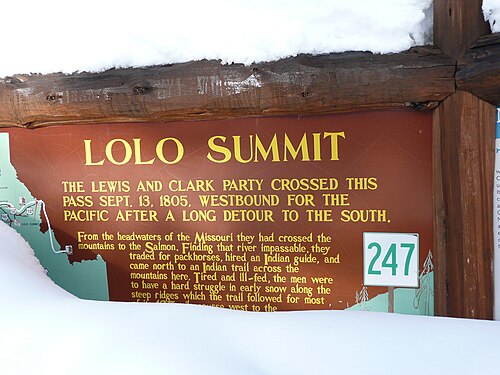 LOLO SUMMIT
THE LEWIS AND CLARK PARTY CROSSED THIS
PASS SEPT. 13, 1805, WESTBOUND FOR THE
PACIFIC AFTER A LONG DETOUR TO THE SOUTH.
From the headwaters of the Missouri they had crossed the
mountains to the Salmon. Finding that river impassable, they
traded for packhorses, hired an Indian guide, and
came north to an Indian trail across the
mountains here. Tired and ill-fed, the men were
to have a hard struggle in early snow along the
steep ridges which the trail followed for most
west to the
247